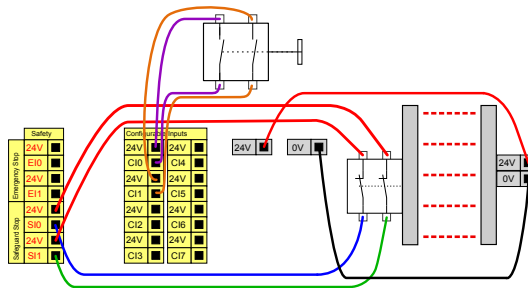 Safety
Emergency Stop
24V
EI0
24V
EI1
Safeguard Stop
24V
SI0
24V
SI1
Configurable Inputs
24V 24V
CI0 CI4
24V 24V
CI1 CI5
24V 24V
CI2 CI6
24V 24V
CI3 CI7
24V
0V
24V
0V